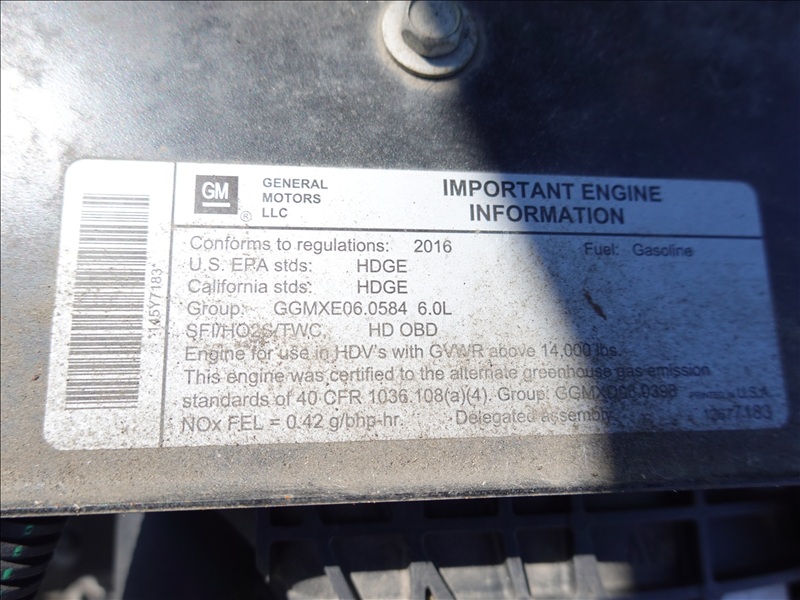 GM
®
GENERAL
MOTORS
LLC
IMPORTANT ENGINE
INFORMATION
Conforms to regulations: 2016 Fuel: Gasoline
U.S. EPA stds: HDGE
California stds: HDGE
Group: GGMXE06.0584 6.0L
SFI/HO2S/TWC HD OBD
Engine for use in HDV's with GVWR above 14,000 lbs.
This engine was certified to the alternate greenhouse gas emission
standards of 40 CFR 1036.108(a)(4). Group: PRINTED IN U.S.A.
NOx FEL = 0.42 g/bhp-hr. Delegated assembly